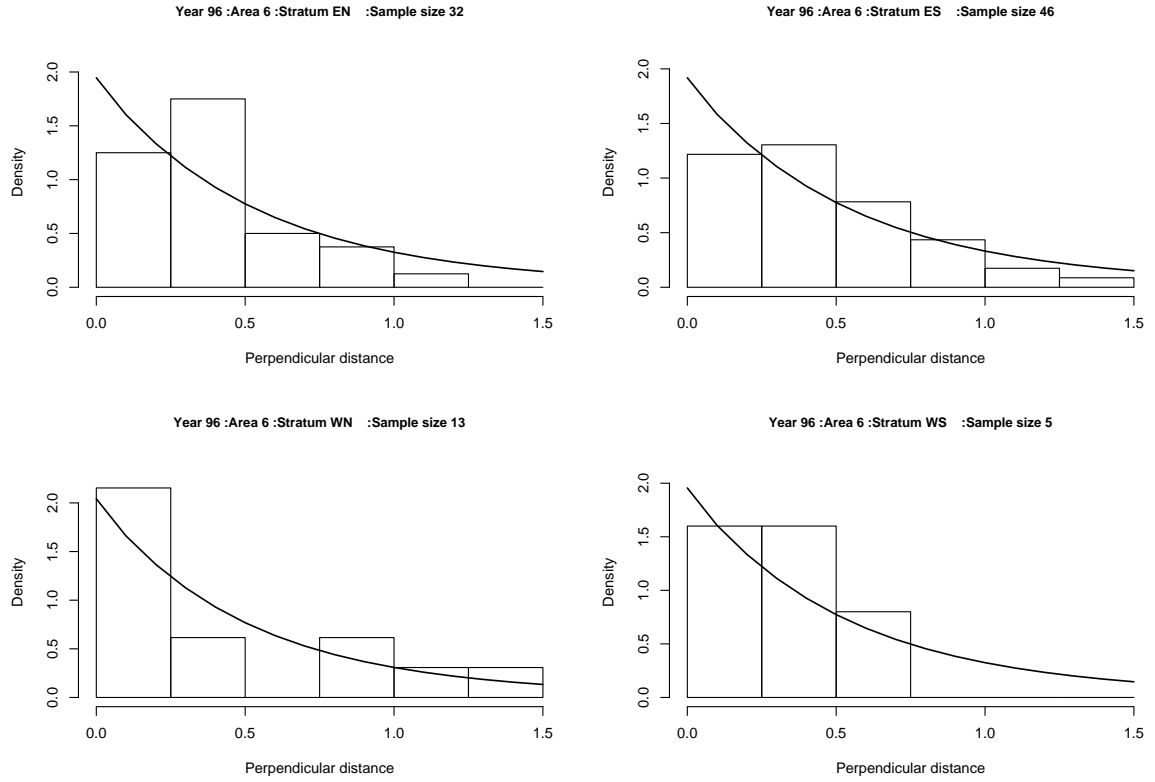 Year 96 :Area 6 :Stratum EN :Sample size 32
Density
0.0 0.5 1.0 1.5 2.0
0.0 0.5 1.0 1.5
Perpendicular distance
Year 96 :Area 6 :Stratum ES :Sample size 46
Density
0.0 0.5 1.0 1.5 2.0
0.0 0.5 1.0 1.5
Perpendicular distance
Year 96 :Area 6 :Stratum WN :Sample size 13
Density
0.0 0.5 1.0 1.5 2.0
0.0 0.5 1.0 1.5
Perpendicular distance
Year 96 :Area 6 :Stratum WS :Sample size 5
Density
0.0 0.5 1.0 1.5 2.0
0.0 0.5 1.0 1.5
Perpendicular distance